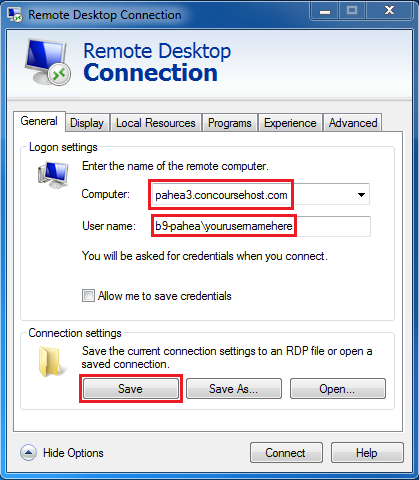 Remote Desktop Connection
Remote Desktop
Connection
General Display Local Resources Programs Experience Advanced
Logon settings
Enter the name of the remote computer.
Computer: pahea3.concoursehost.com
User name: b9-pahea\yourusernamehere
You will be asked for credentials when you connect.
Allow me to save credentials
Connection settings
Save the current connection settings to an RDP file or open a
saved connection.
Save Save As... Open...
Hide Options Connect Help